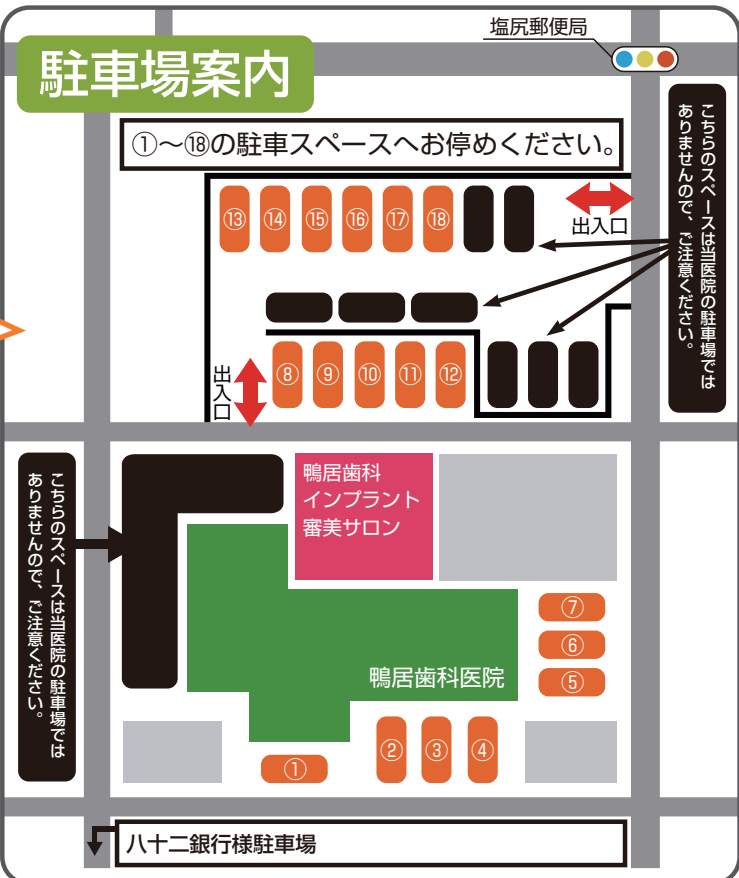 塩尻郵便局
駐車場案内
①～⑱の駐車スペースへお停めください。
⑬ ⑭ ⑮ ⑯ ⑰ ⑱
出入口
こちらのスペースは当医院の駐車場では
ありませんので、ご注意ください。
出入口
⑧ ⑨ ⑩ ⑪ ⑫
こちらのスペースは当医院の駐車場では
ありませんので、ご注意ください。
鴨居歯科
インプラント
審美サロン
⑦
⑥
⑤
鴨居歯科医院
② ③ ④
①
八十二銀行様駐車場